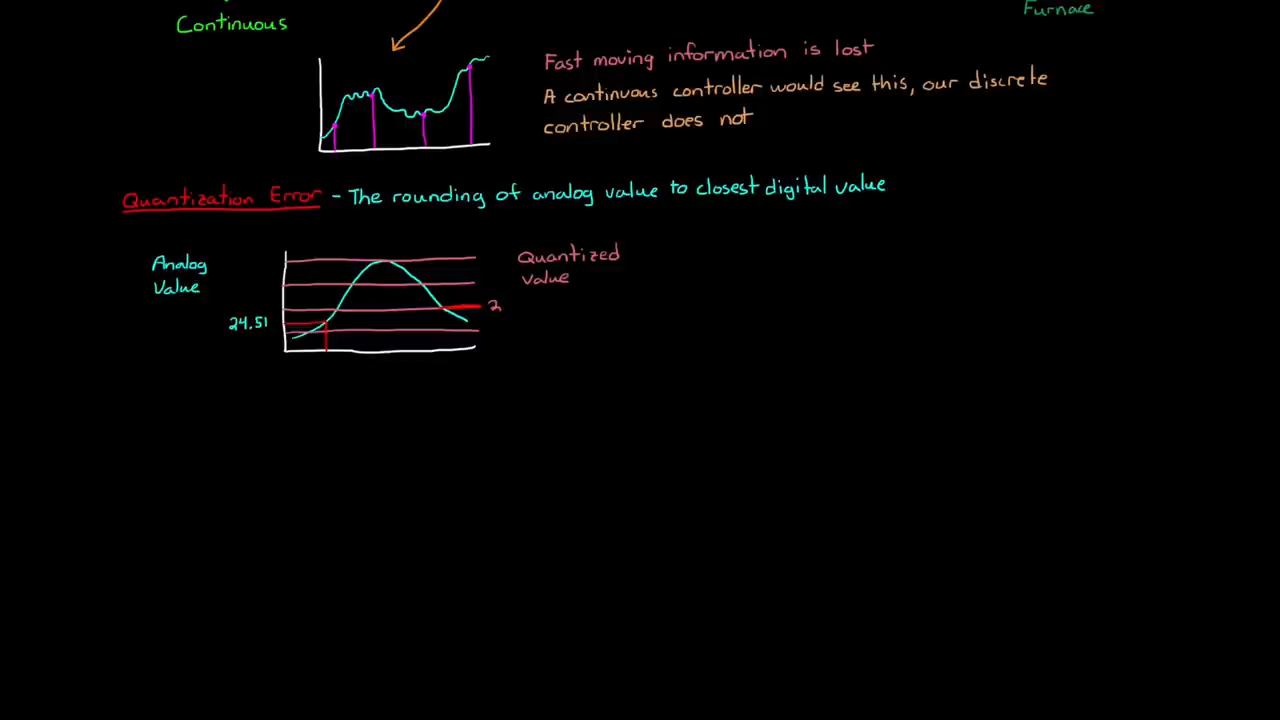 Continuous
Furnace
Fast moving information is lost
A continuous controller would see this, our discrete
controller does not
Quantization Error - The rounding of analog value to closest digital value
Analog
Value
Quantized
Value
24.51
2